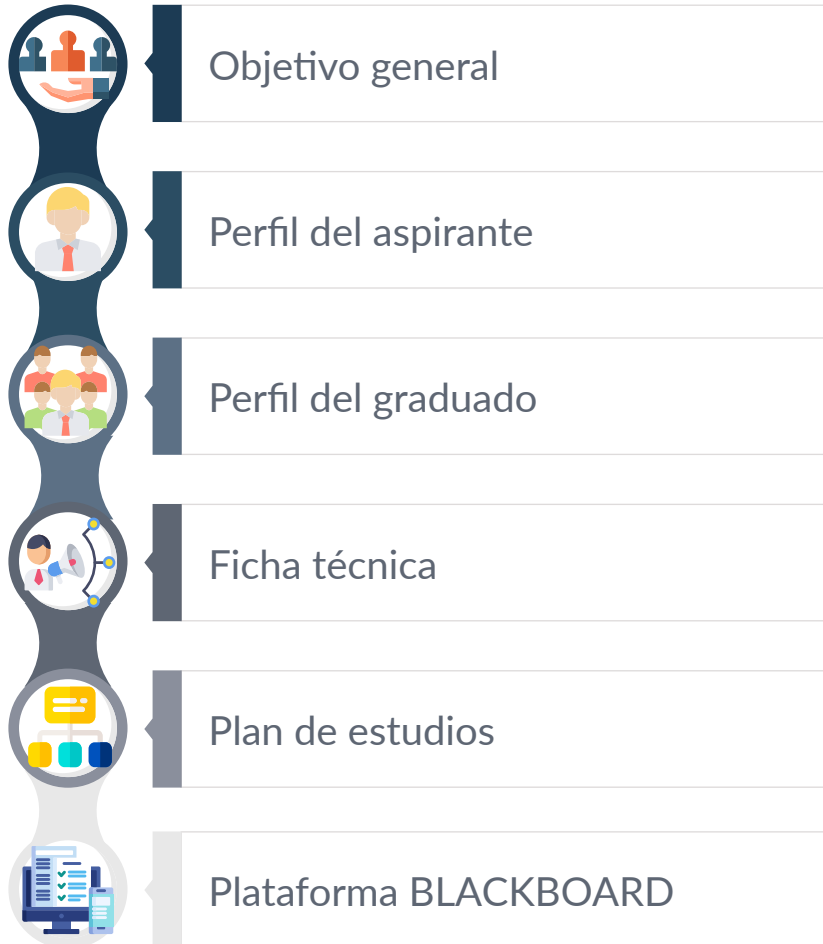 Objetivo general
Perfil del aspirante
Perfil del graduado
Ficha técnica
Plan de estudios
Plataforma BLACKBOARD